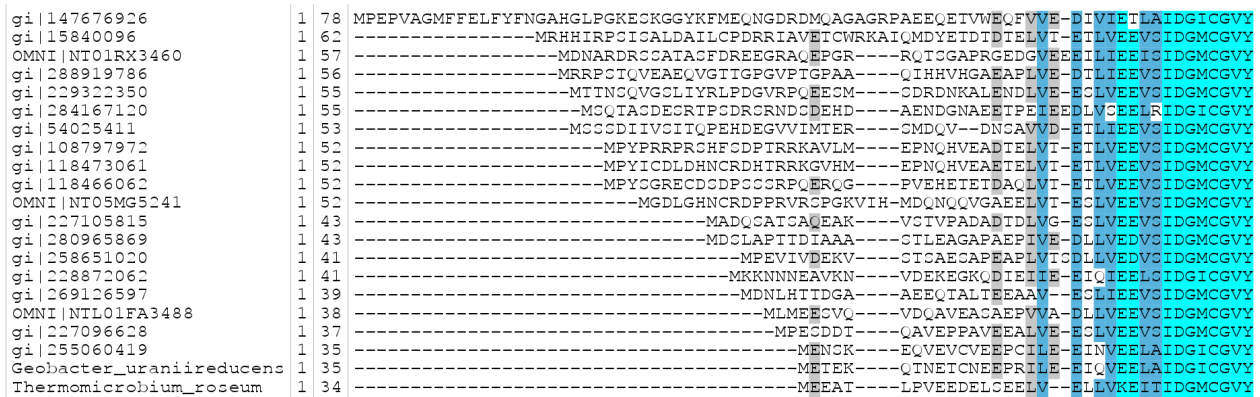 gi|147676926 1 78 MPEPVAGMFFELFYFNGAHGLPGKESKGGYKFMEQNGDRDMQAGAGRPAEEQETVWEQFVVE-DIVIETLAIDGICGVY
gi|15840096 1 62 ----------------MRHHIRPSISALDAILCPDRRIAVETCWRKAIQMDYETDTDTELVT-ETLVEEVSIDGMCGVY
OMNI|NT01RX3460 1 57 ------------------MDNARDRSSATASFDREEGRAQEPGR----RQTSGAPRGEDGVEEEITVEEVSIDGMCGVY
gi|288919786 1 56 ------------------MRRPSTQVEAEQVGTTGPGVPTGPAA----QIHHVHGAEAPLVE-DTLIEEVSIDGMCGVY
gi|229322350 1 55 -------------------MTTNSQVGSLIYRLPDGVRPQEESM----SDRDNKALENDLVE-ESLVEEVSIDGMCGVY
gi|284167120 1 55 --------------------MSQTASDESRTPSDRSRNDSDEHD----AENDGNAEETPEIEEDLVSEELRIDGICGVY
gi|54025411 1 53 -------------------MSSSDIIVSITQPEHDEGVVIMTER----SMDQV--DNSAVVD-ETLIEEVSIDGMCGVY
gi|108797972 1 52 ----------------------MPYPRRPRSHFSDPTRRKAVLM----EPNQHVEADTELVT-ETLVEEVSIDGMCGVY
gi|118473061 1 52 ----------------------MPYICDLDHNCRDHTRRKGVHM----EPNQHVEAETELVT-ETLVEEVSIDGMCGVY
gi|118466062 1 52 ----------------------MPYSGRECDSDPSSSRPQERQG----PVEHETETDAQLVT-ETLVEEVSIDGMCGVY
OMNI|NT05MG5241 1 52 -------------------------MGDLGHNCRDPPRVRSPGKVIH-MDQNQQVGAEELVT-ESLVEEVSIDGMCGVY
gi|227105815 1 43 -------------------------------MADQSATSAQEAK----VSTVPADADTDLVG-ESLVEEVSIDGMCGVY
gi|280965869 1 43 -------------------------------MDSLAPTTDIAAA----STLEAGAPAEPIVE-DLLVEDVSIDGMCGVY
gi|258651020 1 41 ----------------------------------MPEVIVDEKV----STSAESAPEAPLVTSDLLVEDVSIDGMCGVY
gi|228872062 1 41 ---------------------------------MKKNNNEAVKN----VDEKEGKQQIEIIE-EIQIEELSIDGICGVY
gi|269126597 1 39 ----------------------------------MDNLHTTDGA----AEEQTALTEEAAV--ESLIEEVSIDGMCGVY
OMNI|NTL01FA3488 1 38 ------------------------------------MLMEESVQ----VDQAVEASAEPVVA-DLLVEEVSIDGMCGVY
gi|227096628 1 37 -------------------------------------MPESDDT----QAVEPPAVEEALVE-ESLVEEVSIDGMCGVY
gi|255060419 1 35 ---------------------------------------MENSK----EQVEVCVEEPCILE-EINVEELAIDGICGVY
Geobacter_uraniireducens 1 35 ---------------------------------------METEK----QTNETCNEEPRILE-EIQVEELAIDGICGVY
Thermomicrobium_roseum 1 34 ---------------------------------------MEEAT----LPVEEDELSEELV--ELLVKEITIDGMCGVY